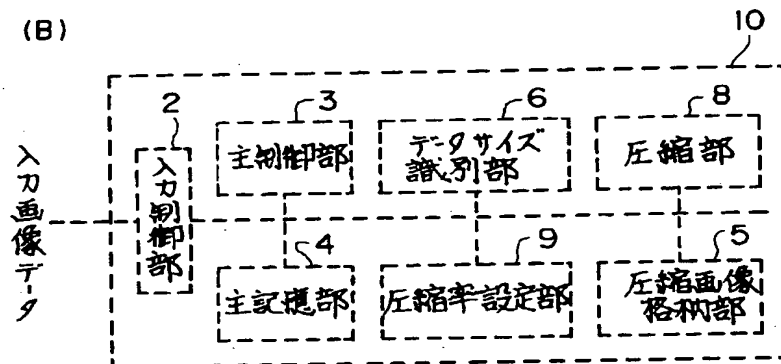 (B)
10
2
3
6
8
入力画像データ
入力制御部
主制御部
データサイズ
識別部
圧縮部
4
9
5
主記憶部
圧縮率設定部
圧縮画像
格納部